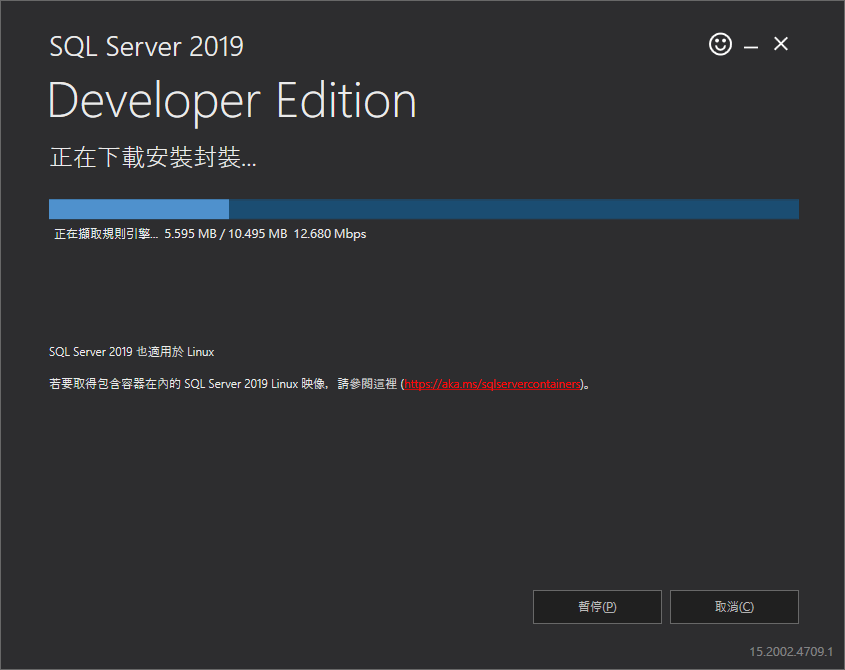 SQL Server 2019
Developer Edition
正在下載安裝封裝...
正在擷取規則引擎... 5.595 MB / 10.495 MB 12.680 Mbps
SQL Server 2019 也適用於 Linux
若要取得包含容器在內的 SQL Server 2019 Linux 映像，請參閱這裡 (https://aka.ms/sqlservercontainers)。
暫停(P)
取消(C)
15.2002.4709.1